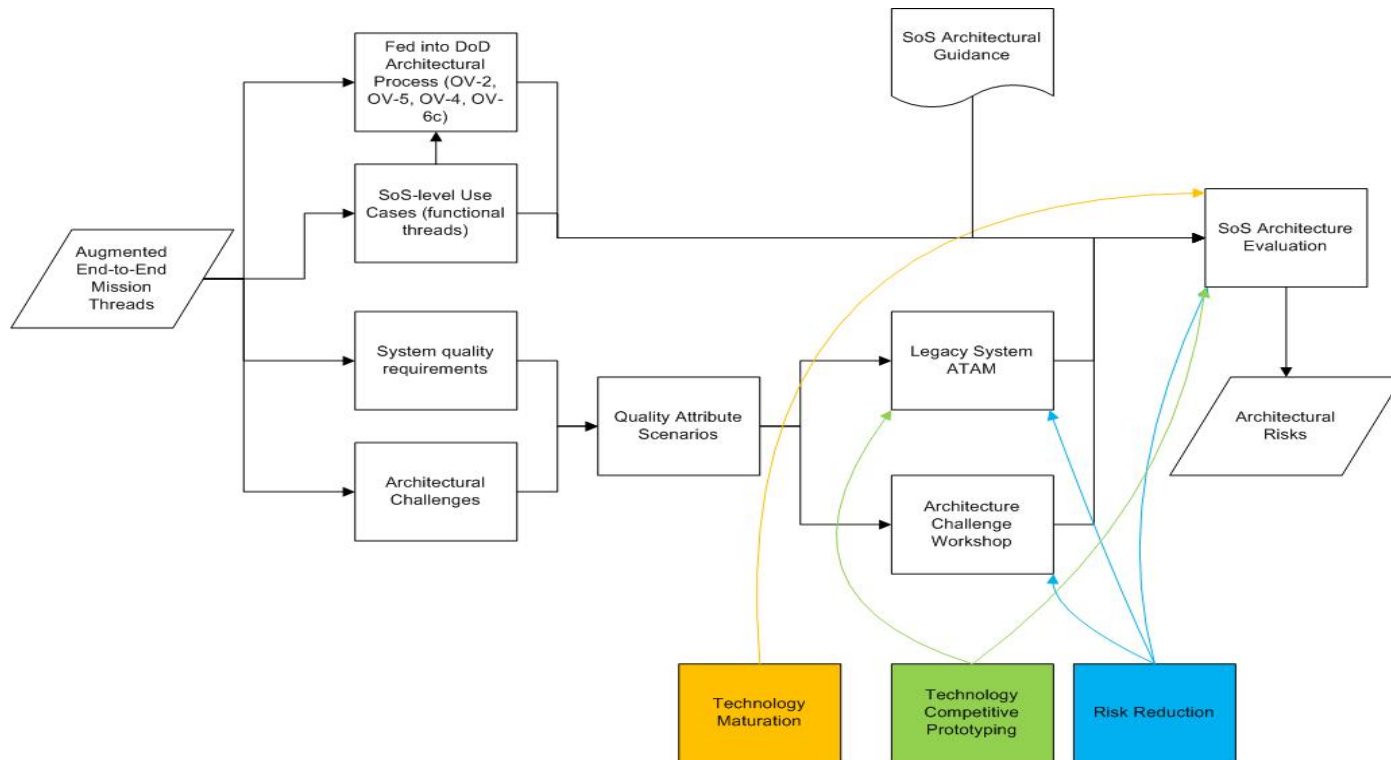 Fed into DoD
Architectural
Process (OV-2,
OV-5, OV-4, OV-
6c)
SoS Architectural
Guidance
SoS-level Use
Cases (functional
threads)
Augmented
End-to-End
Mission
Threads
SoS Architecture
Evaluation
System quality
requirements
Legacy System
ATAM
Quality Attribute
Scenarios
Architectural
Risks
Architectural
Challenges
Architecture
Challenge
Workshop
Technology
Maturation
Technology
Competitive
Prototyping
Risk Reduction